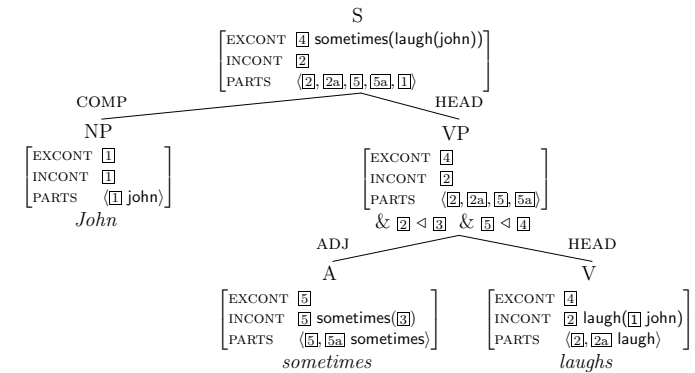 S
EXCONT 4 sometimes(laugh(john))
INCONT 2
PARTS ⟨2, 2a, 5, 5a, 1⟩
COMP HEAD
NP VP
EXCONT 1
INCONT 1
PARTS ⟨1 john⟩
John
EXCONT 4
INCONT 2
PARTS ⟨2, 2a, 5, 5a⟩
& 2 ◁ 3 & 5 ◁ 4
ADJ HEAD
A V
EXCONT 5
INCONT 5 sometimes(3)
PARTS ⟨5, 5a sometimes⟩
sometimes
EXCONT 4
INCONT 2 laugh(1 john)
PARTS ⟨2, 2a laugh⟩
laughs